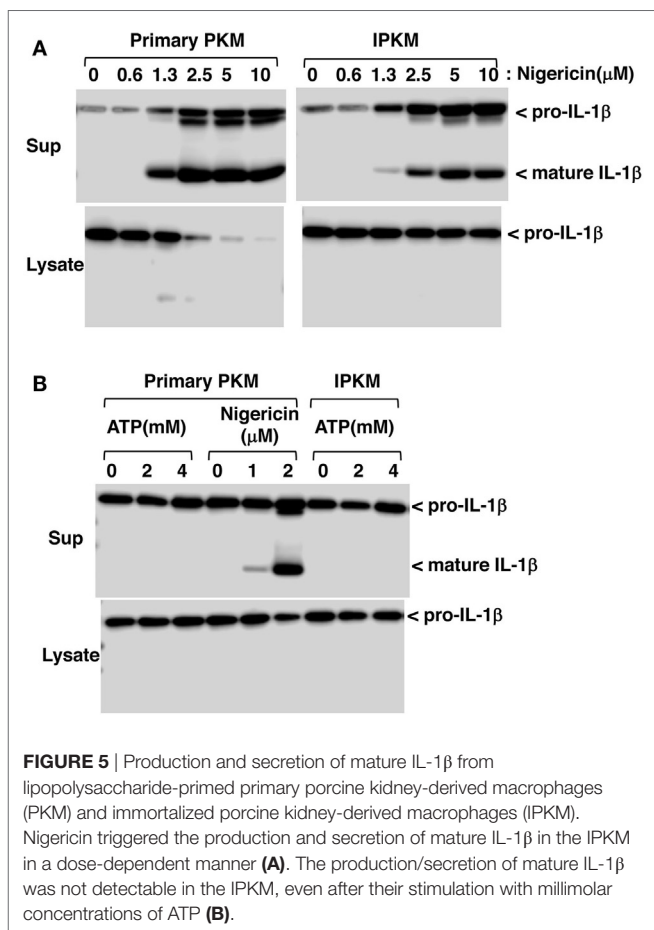 A
Primary PKM IPKM
0 0.6 1.3 2.5 5 10 0 0.6 1.3 2.5 5 10 : Nigericin(μM)
< pro-IL-1β
Sup
< mature IL-1β
< pro-IL-1β
Lysate
B
Primary PKM IPKM
ATP(mM) Nigericin (μM) ATP(mM)
0 2 4 0 1 2 0 2 4
< pro-IL-1β
Sup
< mature IL-1β
< pro-IL-1β
Lysate
FIGURE 5 | Production and secretion of mature IL-1β from
lipopolysaccharide-primed primary porcine kidney-derived macrophages
(PKM) and immortalized porcine kidney-derived macrophages (IPKM).
Nigericin triggered the production and secretion of mature IL-1β in the IPKM
in a dose-dependent manner (A). The production/secretion of mature IL-1β
was not detectable in the IPKM, even after their stimulation with millimolar
concentrations of ATP (B).